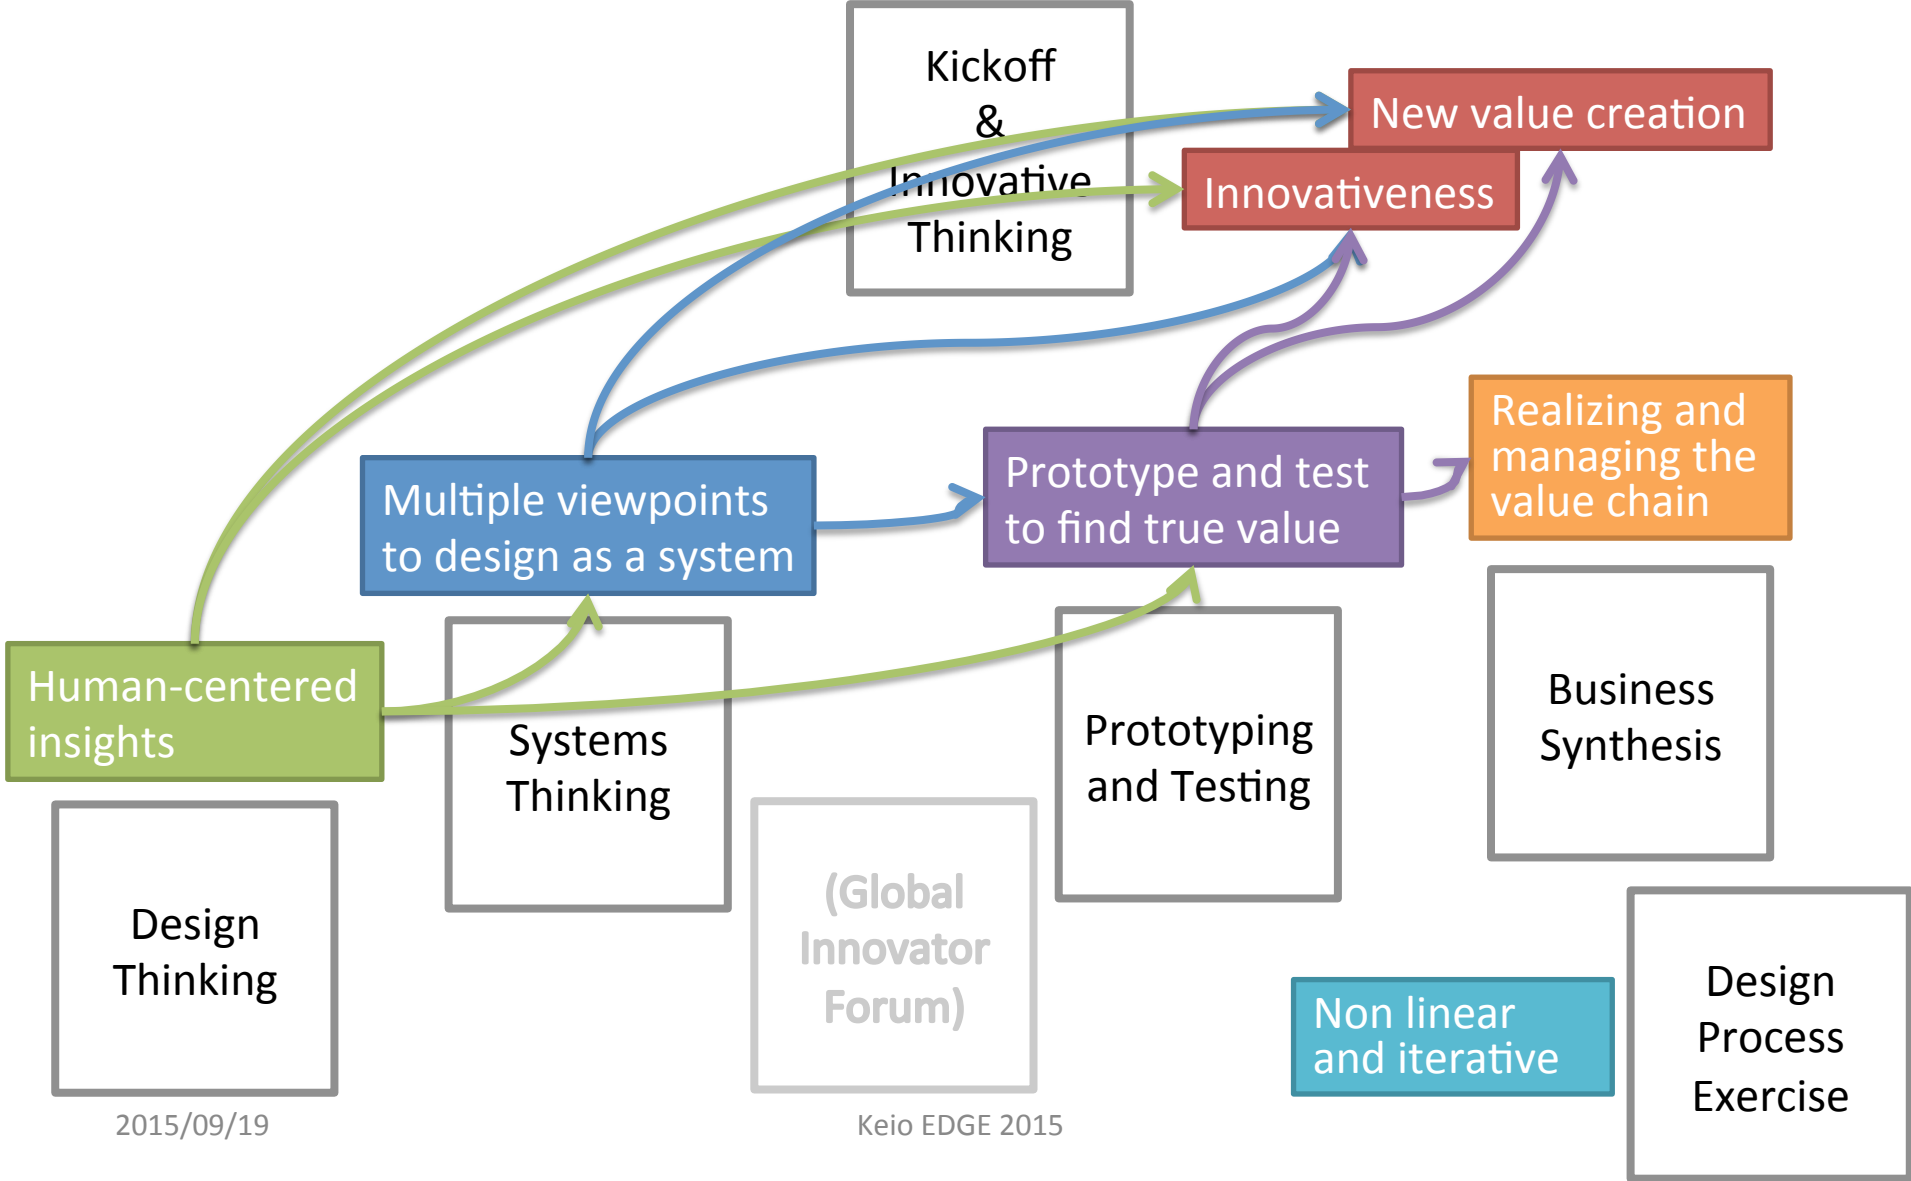 Kickoff
&
Innovative
Thinking
New value creation
Innovativeness
Realizing and
managing the
value chain
Multiple viewpoints
to design as a system
Prototype and test
to find true value
Human-centered
insights
Systems
Thinking
Prototyping
and Testing
Business
Synthesis
Design
Thinking
(Global
Innovator
Forum)
Non linear
and iterative
Design
Process
Exercise
2015/09/19
Keio EDGE 2015